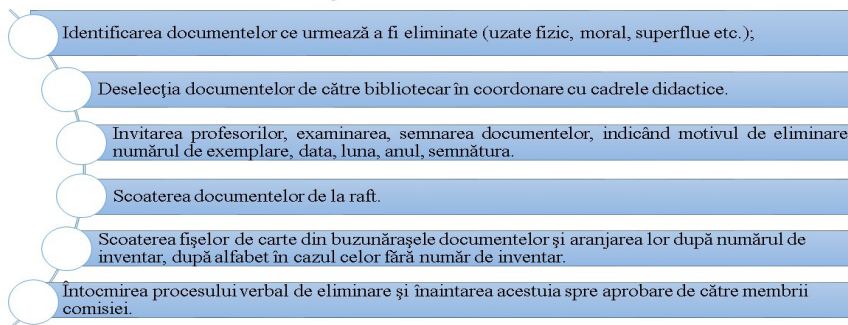 Identificarea documentelor ce urmează a fi eliminate (uzate fizic, moral, superflue etc.);
Deselecţia documentelor de către bibliotecar în coordonare cu cadrele didactice.
Invitarea profesorilor, examinarea, semnarea documentelor, indicând motivul de eliminare
numărul de exemplare, data, luna, anul, semnătura.
Scoaterea documentelor de la raft.
Scoaterea fişelor de carte din buzunăraşele documentelor şi aranjarea lor după numărul de
inventar, după alfabet în cazul celor fără număr de inventar.
Întocmirea procesului verbal de eliminare şi înaintarea acestuia spre aprobare de către membrii
comisiei.